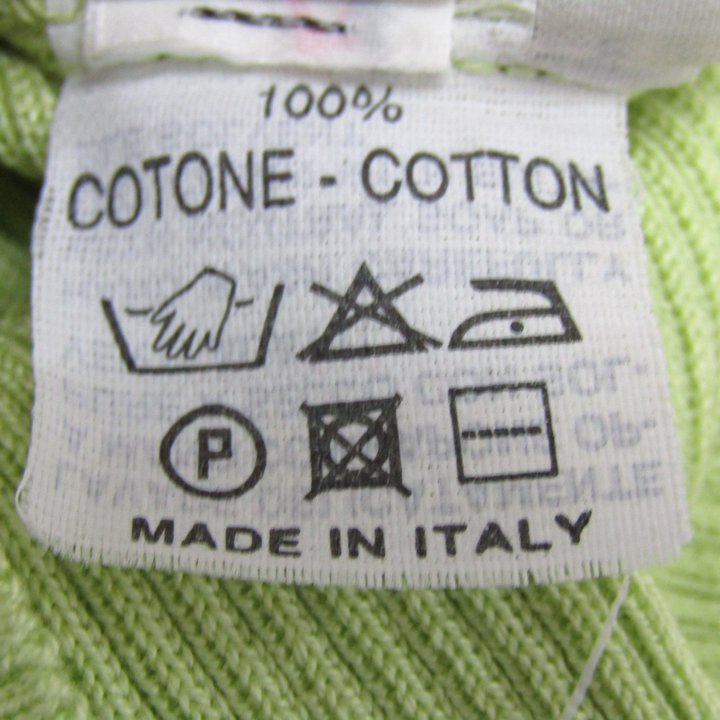 100%
COTONE - COTTON
P
MADE IN ITALY